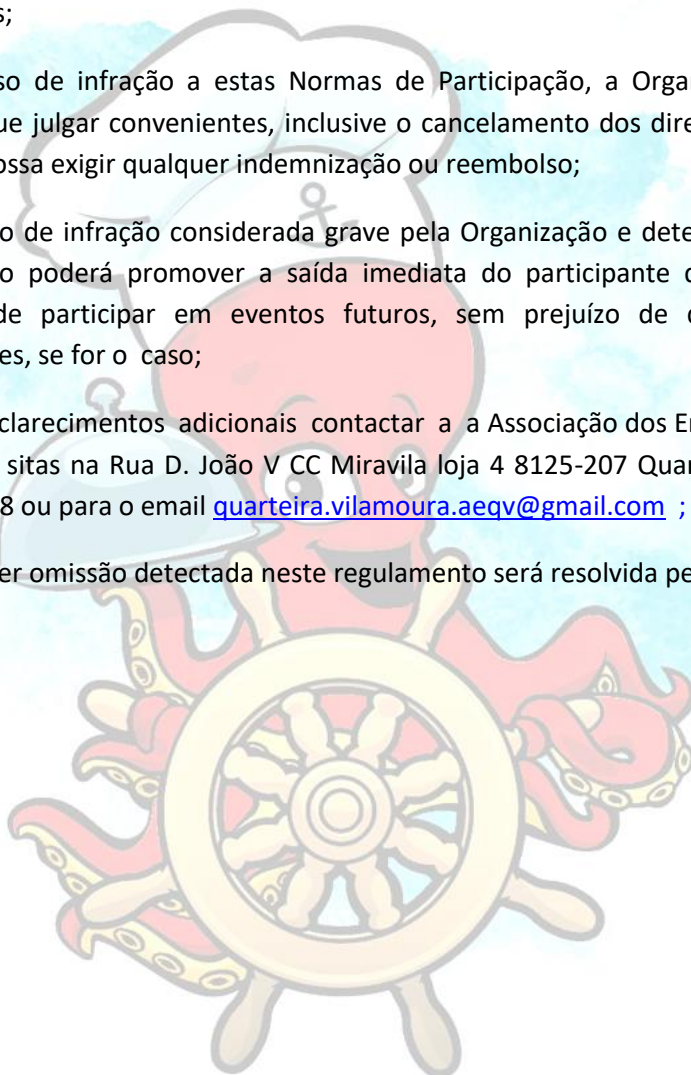 s;
so de infração a estas Normas de Participação, a Orga
ue julgar convenientes, inclusive o cancelamento dos dire
ossa exigir qualquer indemnização ou reembolso;
o de infração considerada grave pela Organização e dete
o poderá promover a saída imediata do participante
de participar em eventos futuros, sem prejuízo de
es, se for o caso;
clarecimentos adicionais contactar a a Associação dos
sitas na Rua D. João V CC Miravila loja 4 8125-207 Quar
8 ou para o email quarteira.vilamoura.aeqv@gmail.com ;
er omissão detectada neste regulamento será resolvida pe